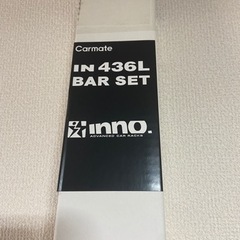 Carmate
IN 436L
BAR SET
inno.
ADVANCED CAR RACKS